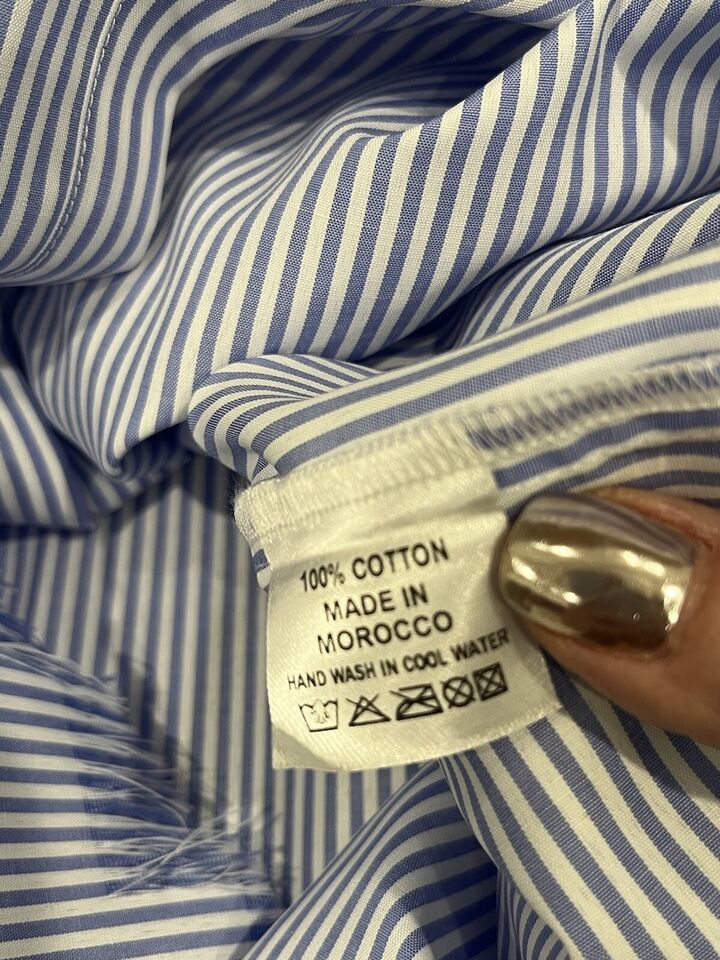 100% COTTON
MADE IN
MOROCCO
HAND WASH IN COOL WATER